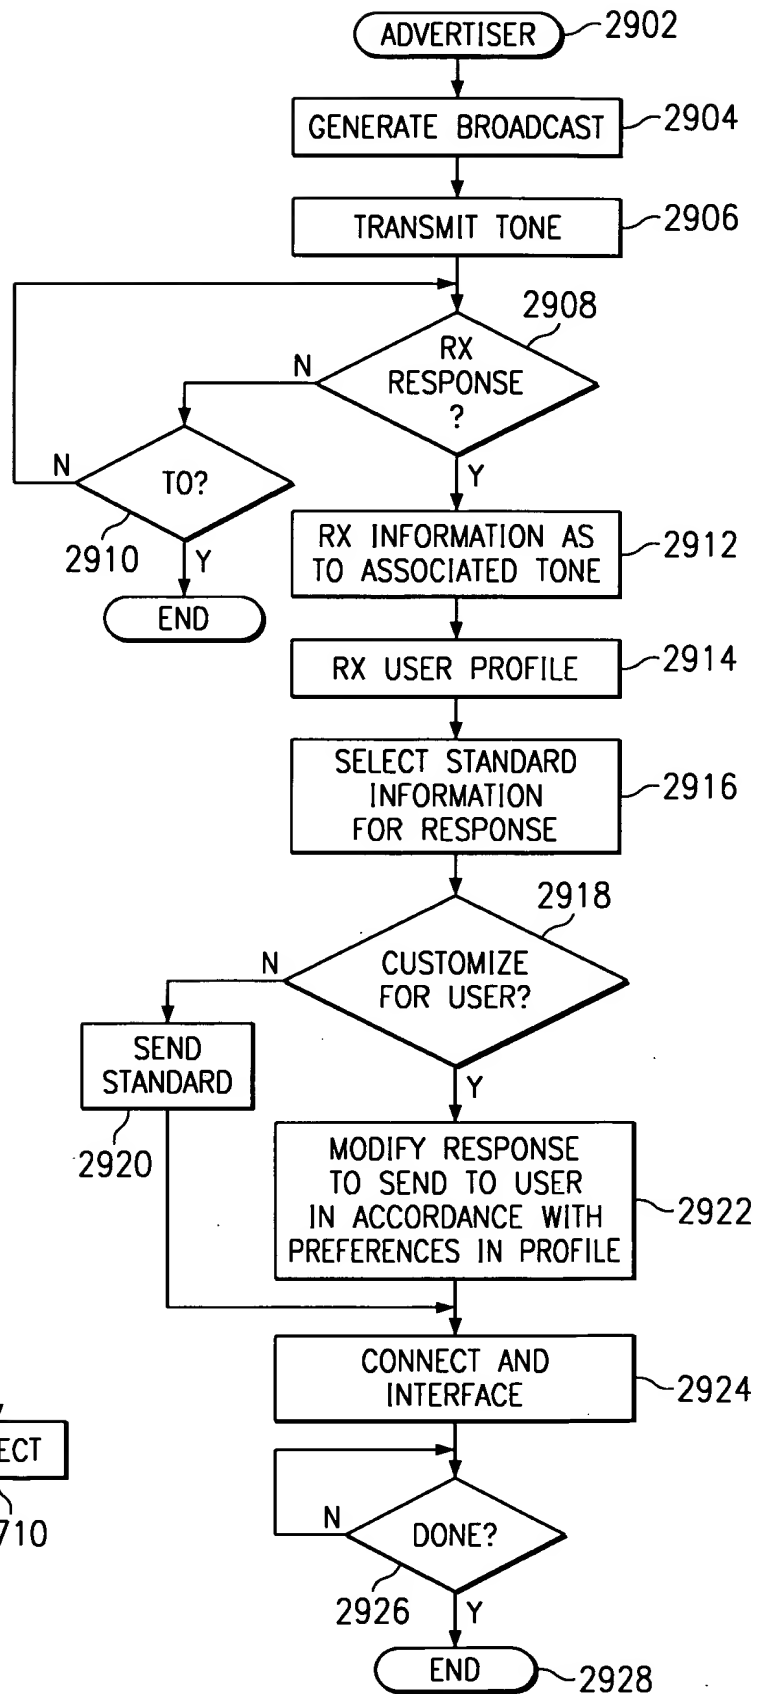 ADVERTISER
2902
GENERATE BROADCAST
2904
TRANSMIT TONE
2906
2908
RX
RESPONSE
?
N
Y
N
TO?
2910
Y
END
RX INFORMATION AS
TO ASSOCIATED TONE
2912
RX USER PROFILE
2914
SELECT STANDARD
INFORMATION
FOR RESPONSE
2916
2918
CUSTOMIZE
FOR USER?
N
Y
SEND
STANDARD
2920
MODIFY RESPONSE
TO SEND TO USER
IN ACCORDANCE WITH
PREFERENCES IN PROFILE
2922
CONNECT AND
INTERFACE
2924
ECT
710
N
DONE?
2926
Y
END
2928